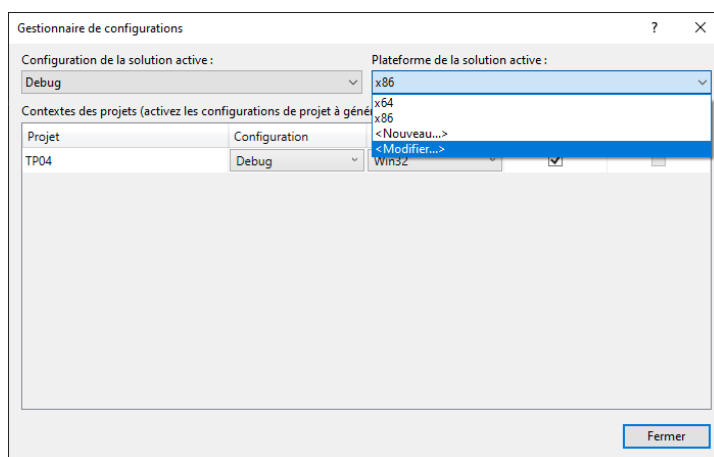 Gestionnaire de configurations
Configuration de la solution active :
Plateforme de la solution active :
Debug
x86
x64
x86
<Nouveau...>
<Modifier...>
Contextes des projets (activez les configurations de projet à
Projet
Configuration
TP04
Debug
Win32
Fermer